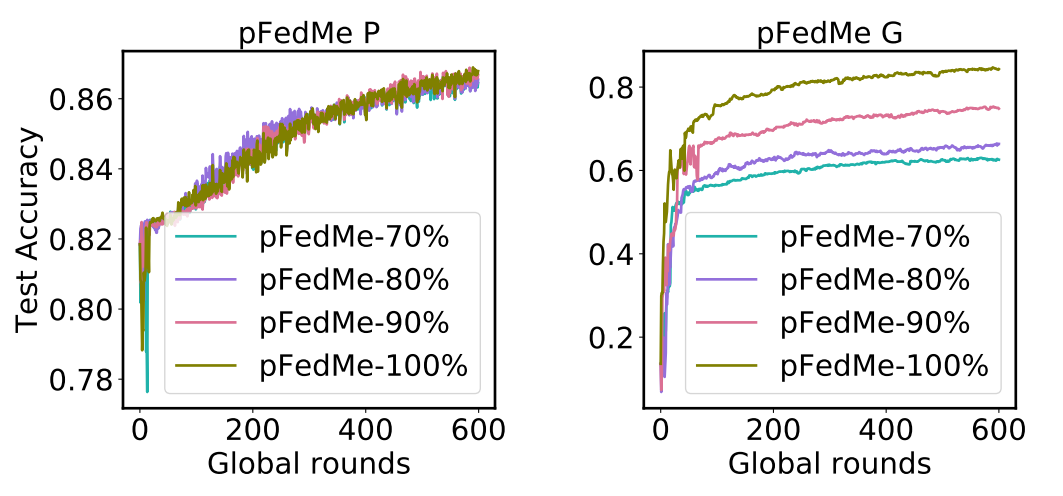 pFedMe P
Test Accuracy
0.86
0.84
0.82
0.80
0.78
pFedMe-70%
pFedMe-80%
pFedMe-90%
pFedMe-100%
0 200 400 600
Global rounds
pFedMe G
0.8
0.6
0.4
0.2
pFedMe-70%
pFedMe-80%
pFedMe-90%
pFedMe-100%
0 200 400 600
Global rounds